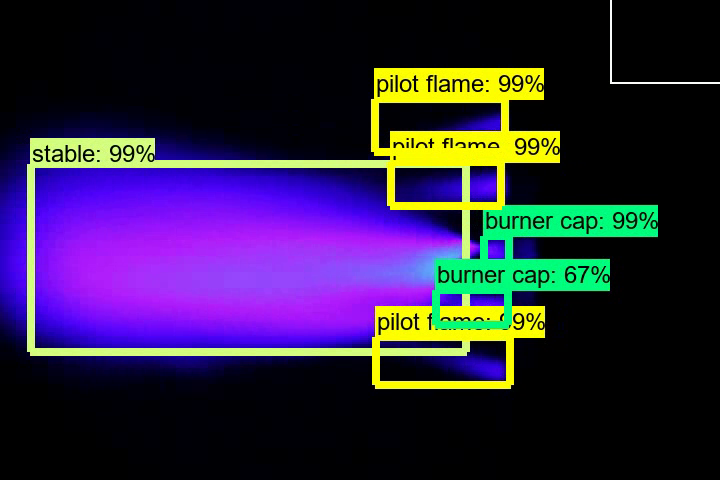 pilot flame: 99%
pilot flame 99%
stable: 99%
burner cap: 99%
burner cap: 67%
pilot flame: 99%